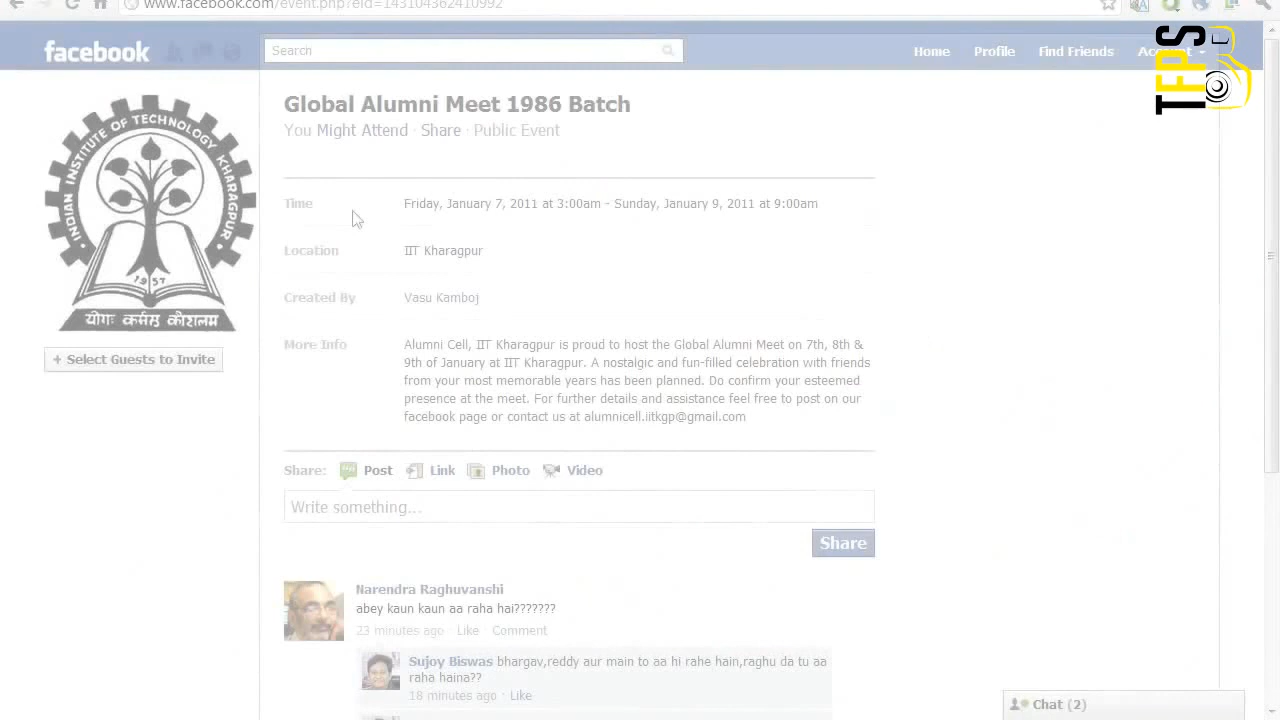 www.facebook.com/event.php?eid=143104362410992
facebook
Search
Home Profile Find Friends Account
TFPS
INDIAN INSTITUTE OF TECHNOLOGY KHARAGPUR
1951
योगः कर्मसु कौशलम्
Global Alumni Meet 1986 Batch
You Might Attend · Share · Public Event
Time Friday, January 7, 2011 at 3:00am - Sunday, January 9, 2011 at 9:00am
Location IIT Kharagpur
Created By Vasu Kamboj
More Info Alumni Cell, IIT Kharagpur is proud to host the Global Alumni Meet on 7th, 8th &
9th of January at IIT Kharagpur. A nostalgic and fun-filled celebration with friends
from your most memorable years has been planned. Do confirm your esteemed
presence at the meet. For further details and assistance feel free to post on our
facebook page or contact us at alumnicell.iitkgp@gmail.com
+ Select Guests to Invite
Share: Post Link Photo Video
Write something...
Share
Narendra Raghuvanshi
abey kaun kaun aa raha hai???????
23 minutes ago · Like · Comment
Sujoy Biswas bhargav,reddy aur main to aa hi rahe hain,raghu da tu aa
raha haina??
18 minutes ago · Like
Chat (2)